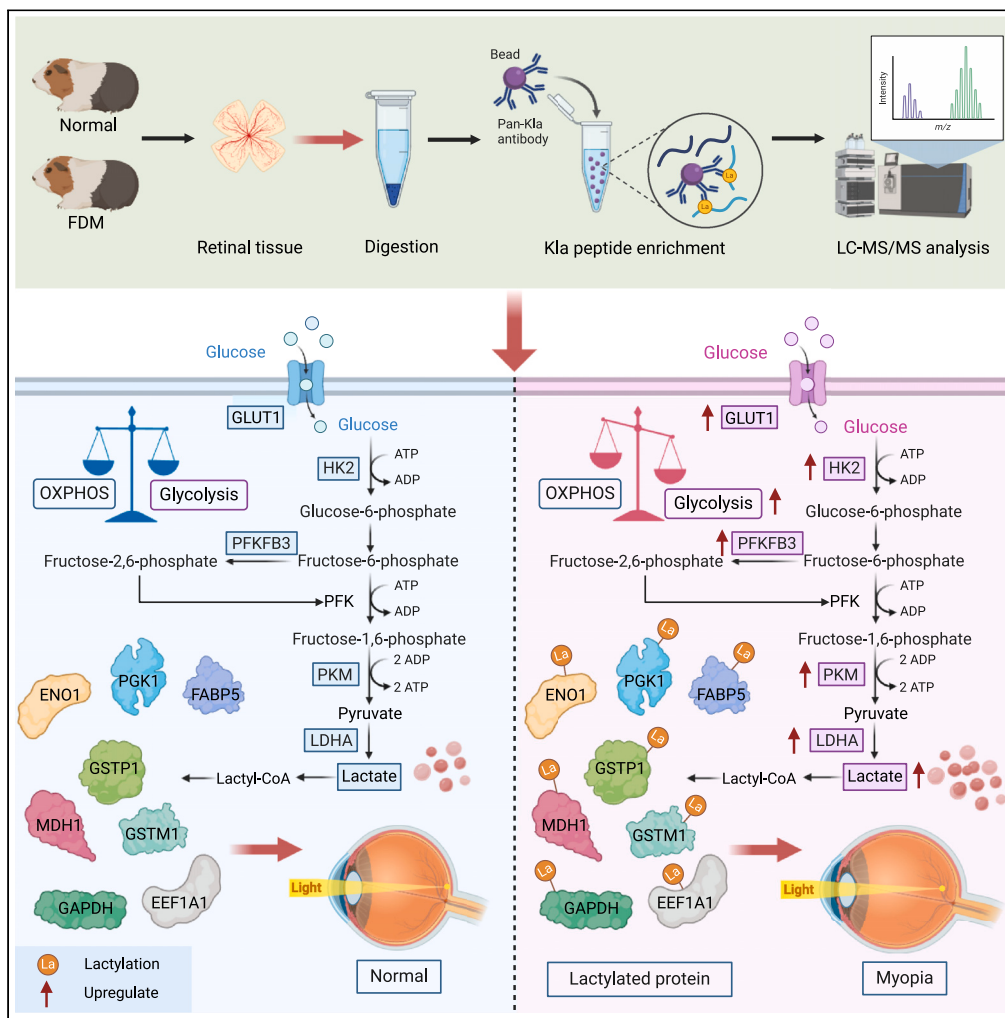 Normal
FDM
Retinal tissue
Digestion
Bead
Pan-Kla
antibody
La
La
Kla peptide enrichment
Intensity
m/z
LC-MS/MS analysis
Glucose
GLUT1
Glucose
OXPHOS
Glycolysis
HK2
ATP
ADP
Glucose-6-phosphate
PFKFB3
Fructose-2,6-phosphate
Fructose-6-phosphate
PFK
ATP
ADP
Fructose-1,6-phosphate
PKM
2 ADP
2 ATP
Pyruvate
LDHA
Lactate
Lactyl-CoA
ENO1
PGK1
FABP5
GSTP1
MDH1
GSTM1
GAPDH
EEF1A1
Light
Normal
La Lactylation
Upregulate
Glucose
GLUT1
Glucose
OXPHOS
Glycolysis
HK2
ATP
ADP
Glucose-6-phosphate
PFKFB3
Fructose-2,6-phosphate
Fructose-6-phosphate
PFK
ATP
ADP
Fructose-1,6-phosphate
PKM
2 ADP
2 ATP
Pyruvate
LDHA
Lactate
Lactyl-CoA
La
ENO1
La
PGK1
La
FABP5
La
GSTP1
La
MDH1
La
GSTM1
La
GAPDH
La
EEF1A1
Light
Lactylated protein
Myopia